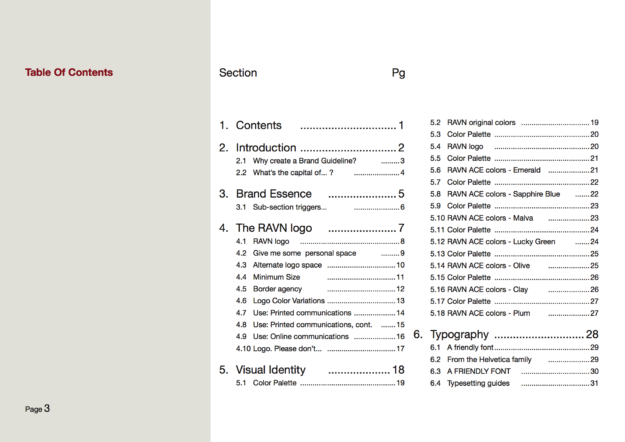 Table Of Contents
Section Pg
1. Contents ............................... 1
2. Introduction ............................... 2
2.1 Why create a Brand Guideline? ......... 3
2.2 What's the capital of... ? ...................... 4
3. Brand Essence ...................... 5
3.1 Sub-section triggers... ...................... 6
4. The RAVN logo ...................... 7
4.1 RAVN logo ................................................ 8
4.2 Give me some personal space ......... 9
4.3 Alternate logo space ................................. 10
4.4 Minimum Size ................................. 11
4.5 Border agency ................................. 12
4.6 Logo Color Variations ................................. 13
4.7 Use: Printed communications .................... 14
4.8 Use: Printed communications, cont. ....... 15
4.9 Use: Online communications .................... 16
4.10 Logo. Please don't... ................................. 17
5. Visual Identity .................... 18
5.1 Color Palette .............................................. 19
5.2 RAVN original colors ................................. 19
5.3 Color Palette .............................................. 20
5.4 RAVN logo .............................................. 20
5.5 Color Palette .............................................. 21
5.6 RAVN ACE colors - Emerald .................... 21
5.7 Color Palette .............................................. 22
5.8 RAVN ACE colors - Sapphire Blue ....... 22
5.9 Color Palette .............................................. 23
5.10 RAVN ACE colors - Malva .................... 23
5.11 Color Palette .............................................. 24
5.12 RAVN ACE colors - Lucky Green ....... 24
5.13 Color Palette .............................................. 25
5.14 RAVN ACE colors - Olive .................... 25
5.15 Color Palette .............................................. 26
5.16 RAVN ACE colors - Clay .................... 26
5.17 Color Palette .............................................. 27
5.18 RAVN ACE colors - Plum .................... 27
6. Typography ............................. 28
6.1 A friendly font .............................................. 29
6.2 From the Helvetica family .................... 29
6.3 A FRIENDLY FONT ................................. 30
6.4 Typesetting guides ................................. 31
Page 3